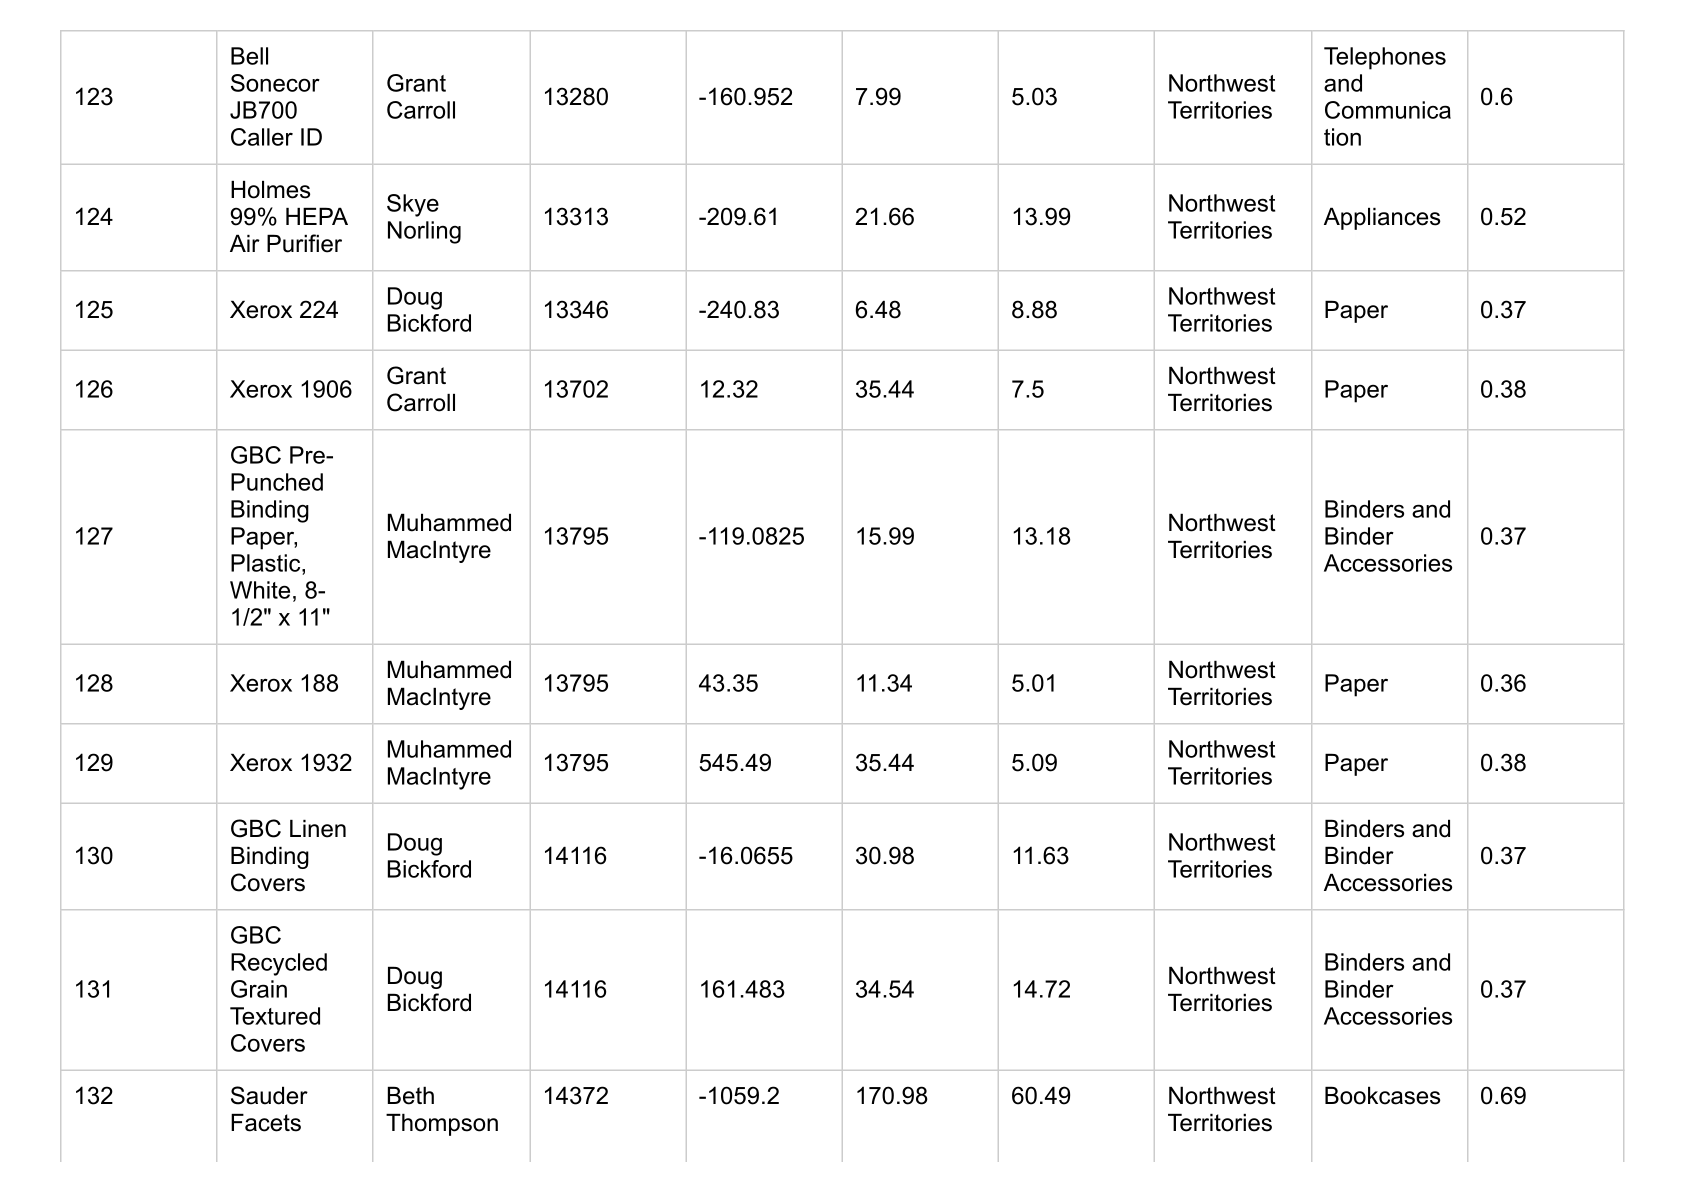 123
Bell
Sonecor
JB700
Caller ID
Grant
Carroll
13280
-160.952
7.99
5.03
Northwest
Territories
Telephones
and
Communica
tion
0.6
124
Holmes
99% HEPA
Air Purifier
Skye
Norling
13313
-209.61
21.66
13.99
Northwest
Territories
Appliances
0.52
125
Xerox 224
Doug
Bickford
13346
-240.83
6.48
8.88
Northwest
Territories
Paper
0.37
126
Xerox 1906
Grant
Carroll
13702
12.32
35.44
7.5
Northwest
Territories
Paper
0.38
127
GBC Pre-
Punched
Binding
Paper,
Plastic,
White, 8-
1/2" x 11"
Muhammed
MacIntyre
13795
-119.0825
15.99
13.18
Northwest
Territories
Binders and
Binder
Accessories
0.37
128
Xerox 188
Muhammed
MacIntyre
13795
43.35
11.34
5.01
Northwest
Territories
Paper
0.36
129
Xerox 1932
Muhammed
MacIntyre
13795
545.49
35.44
5.09
Northwest
Territories
Paper
0.38
130
GBC Linen
Binding
Covers
Doug
Bickford
14116
-16.0655
30.98
11.63
Northwest
Territories
Binders and
Binder
Accessories
0.37
131
GBC
Recycled
Grain
Textured
Covers
Doug
Bickford
14116
161.483
34.54
14.72
Northwest
Territories
Binders and
Binder
Accessories
0.37
132
Sauder
Facets
Beth
Thompson
14372
-1059.2
170.98
60.49
Northwest
Territories
Bookcases
0.69